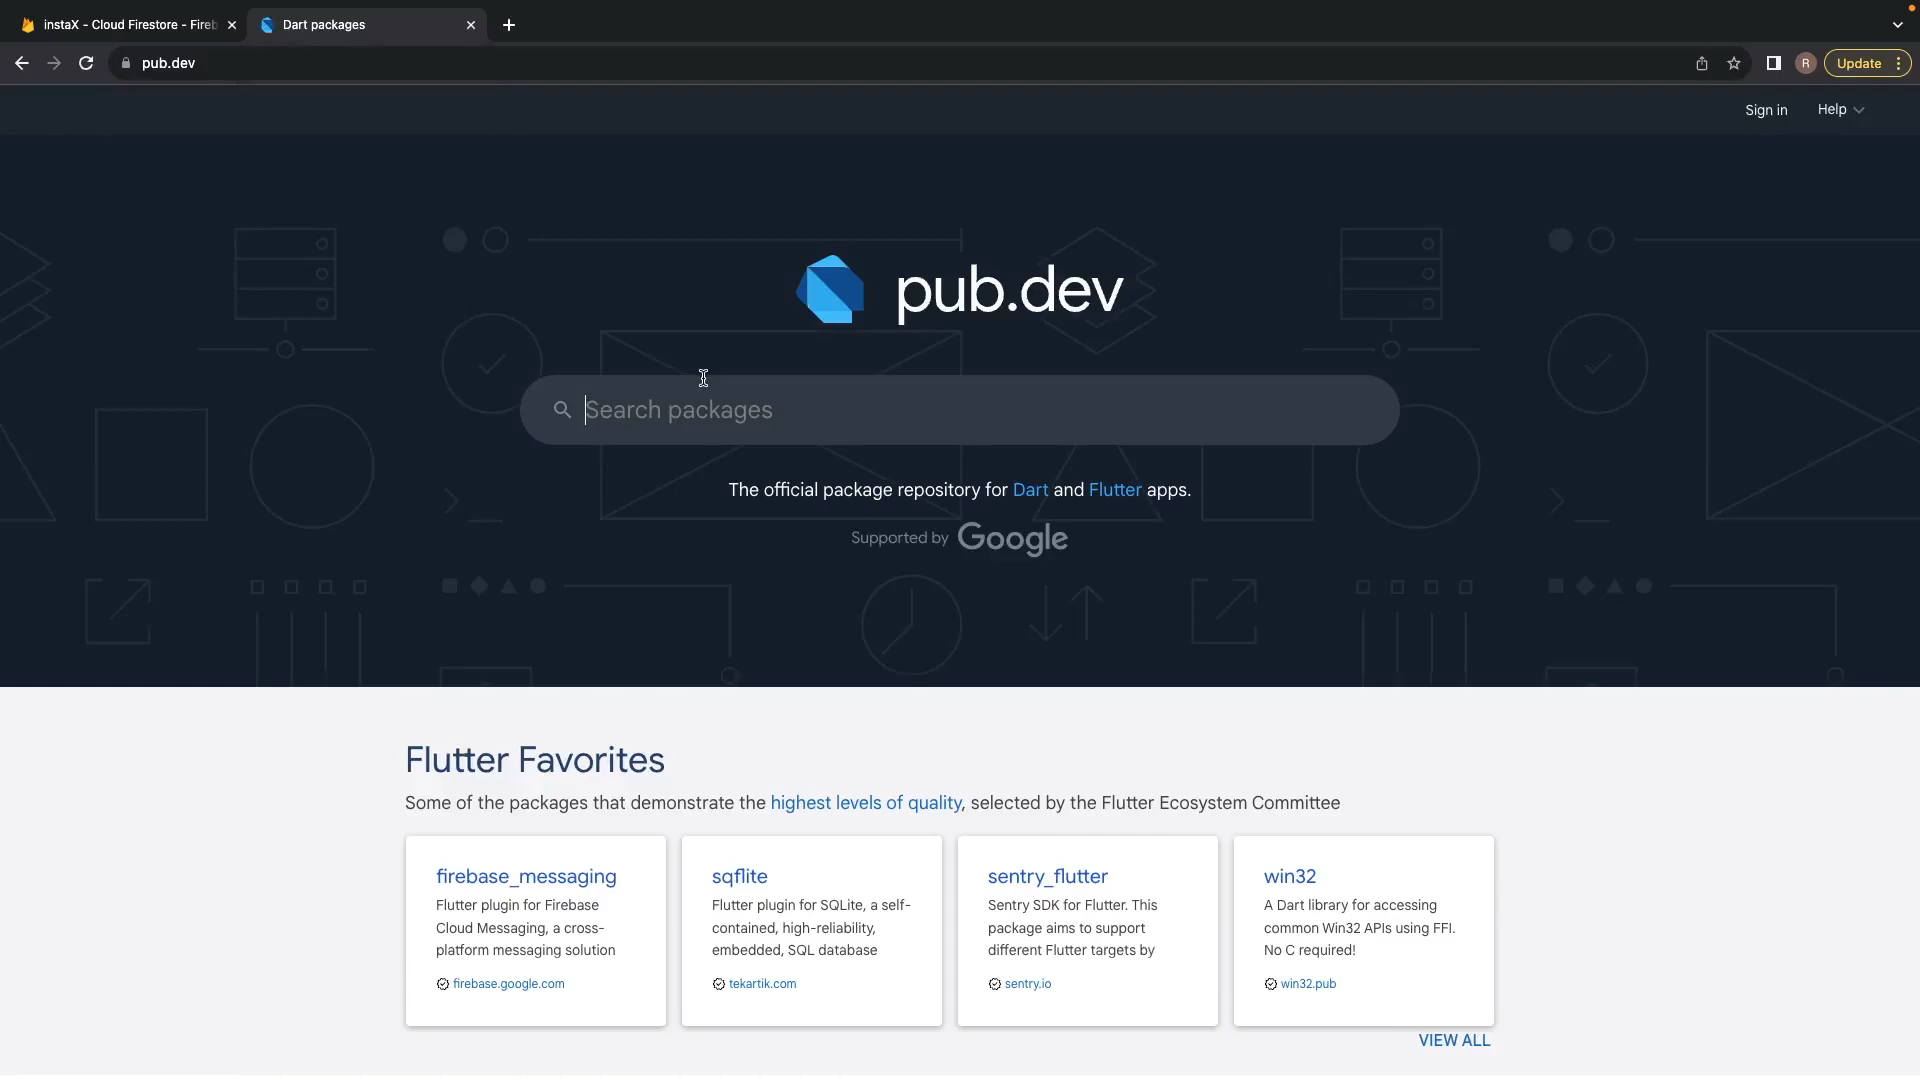 instaX - Cloud Firestore - Fireb
Dart packages
pub.dev
R
Update
Sign in
Help
pub.dev
Search packages
The official package repository for Dart and Flutter apps.
Supported by Google
Flutter Favorites
Some of the packages that demonstrate the highest levels of quality, selected by the Flutter Ecosystem Committee
firebase_messaging
Flutter plugin for Firebase
Cloud Messaging, a cross-
platform messaging solution
firebase.google.com
sqflite
Flutter plugin for SQLite, a self-
contained, high-reliability,
embedded, SQL database
tekartik.com
sentry_flutter
Sentry SDK for Flutter. This
package aims to support
different Flutter targets by
sentry.io
win32
A Dart library for accessing
common Win32 APIs using FFI.
No C required!
win32.pub
VIEW ALL